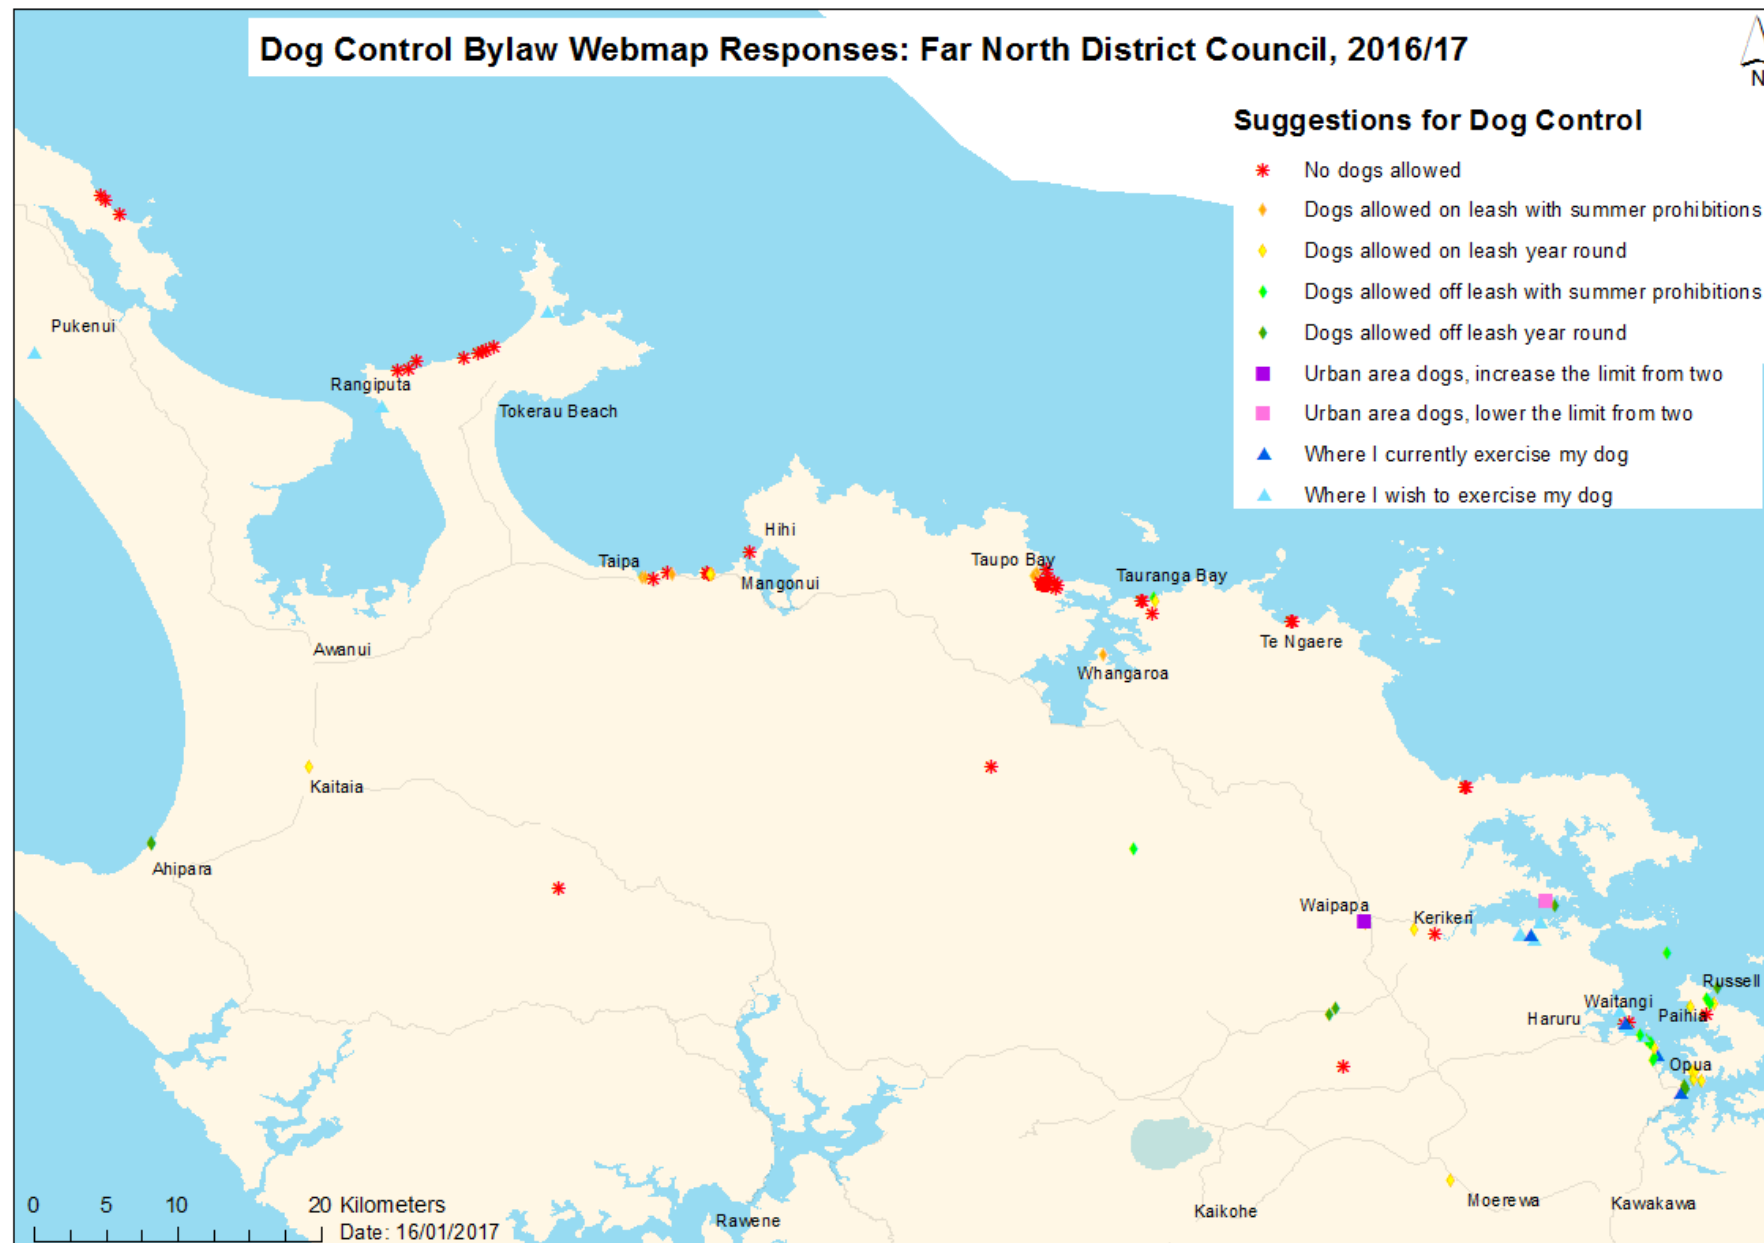 Dog Control Bylaw Webmap Responses: Far North District Council, 2016/17
N
Suggestions for Dog Control
No dogs allowed
Dogs allowed on leash with summer prohibitions
Dogs allowed on leash year round
Dogs allowed off leash with summer prohibitions
Dogs allowed off leash year round
Urban area dogs, increase the limit from two
Urban area dogs, lower the limit from two
Where I currently exercise my dog
Where I wish to exercise my dog
Pukenui
Rangiputa
Tokerau Beach
Hihi
Taipa
Mangonui
Taupo Bay
Tauranga Bay
Te Ngaere
Whangaroa
Awanui
Kaitaia
Ahipara
Waipapa
Kerikeri
Russell
Waitangi
Haruru
Paihia
Opua
Moerewa
Kawakawa
Kaikohe
Rawene
0 5 10 20 Kilometers
Date: 16/01/2017